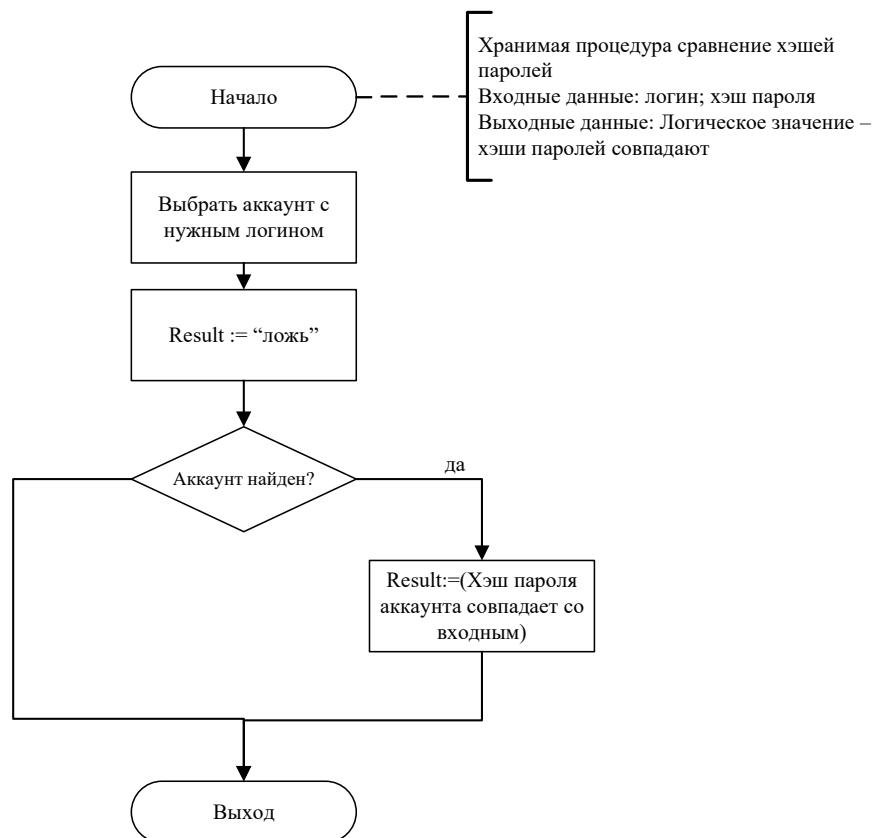 Начало
Хранимая процедура сравнение хэшей
паролей
Входные данные: логин; хэш пароля
Выходные данные: Логическое значение –
хэши паролей совпадают
Выбрать аккаунт с
нужным логином
Result := “ложь”
Аккаунт найден?
да
Result:=(Хэш пароля
аккаунта совпадает со
входным)
Выход